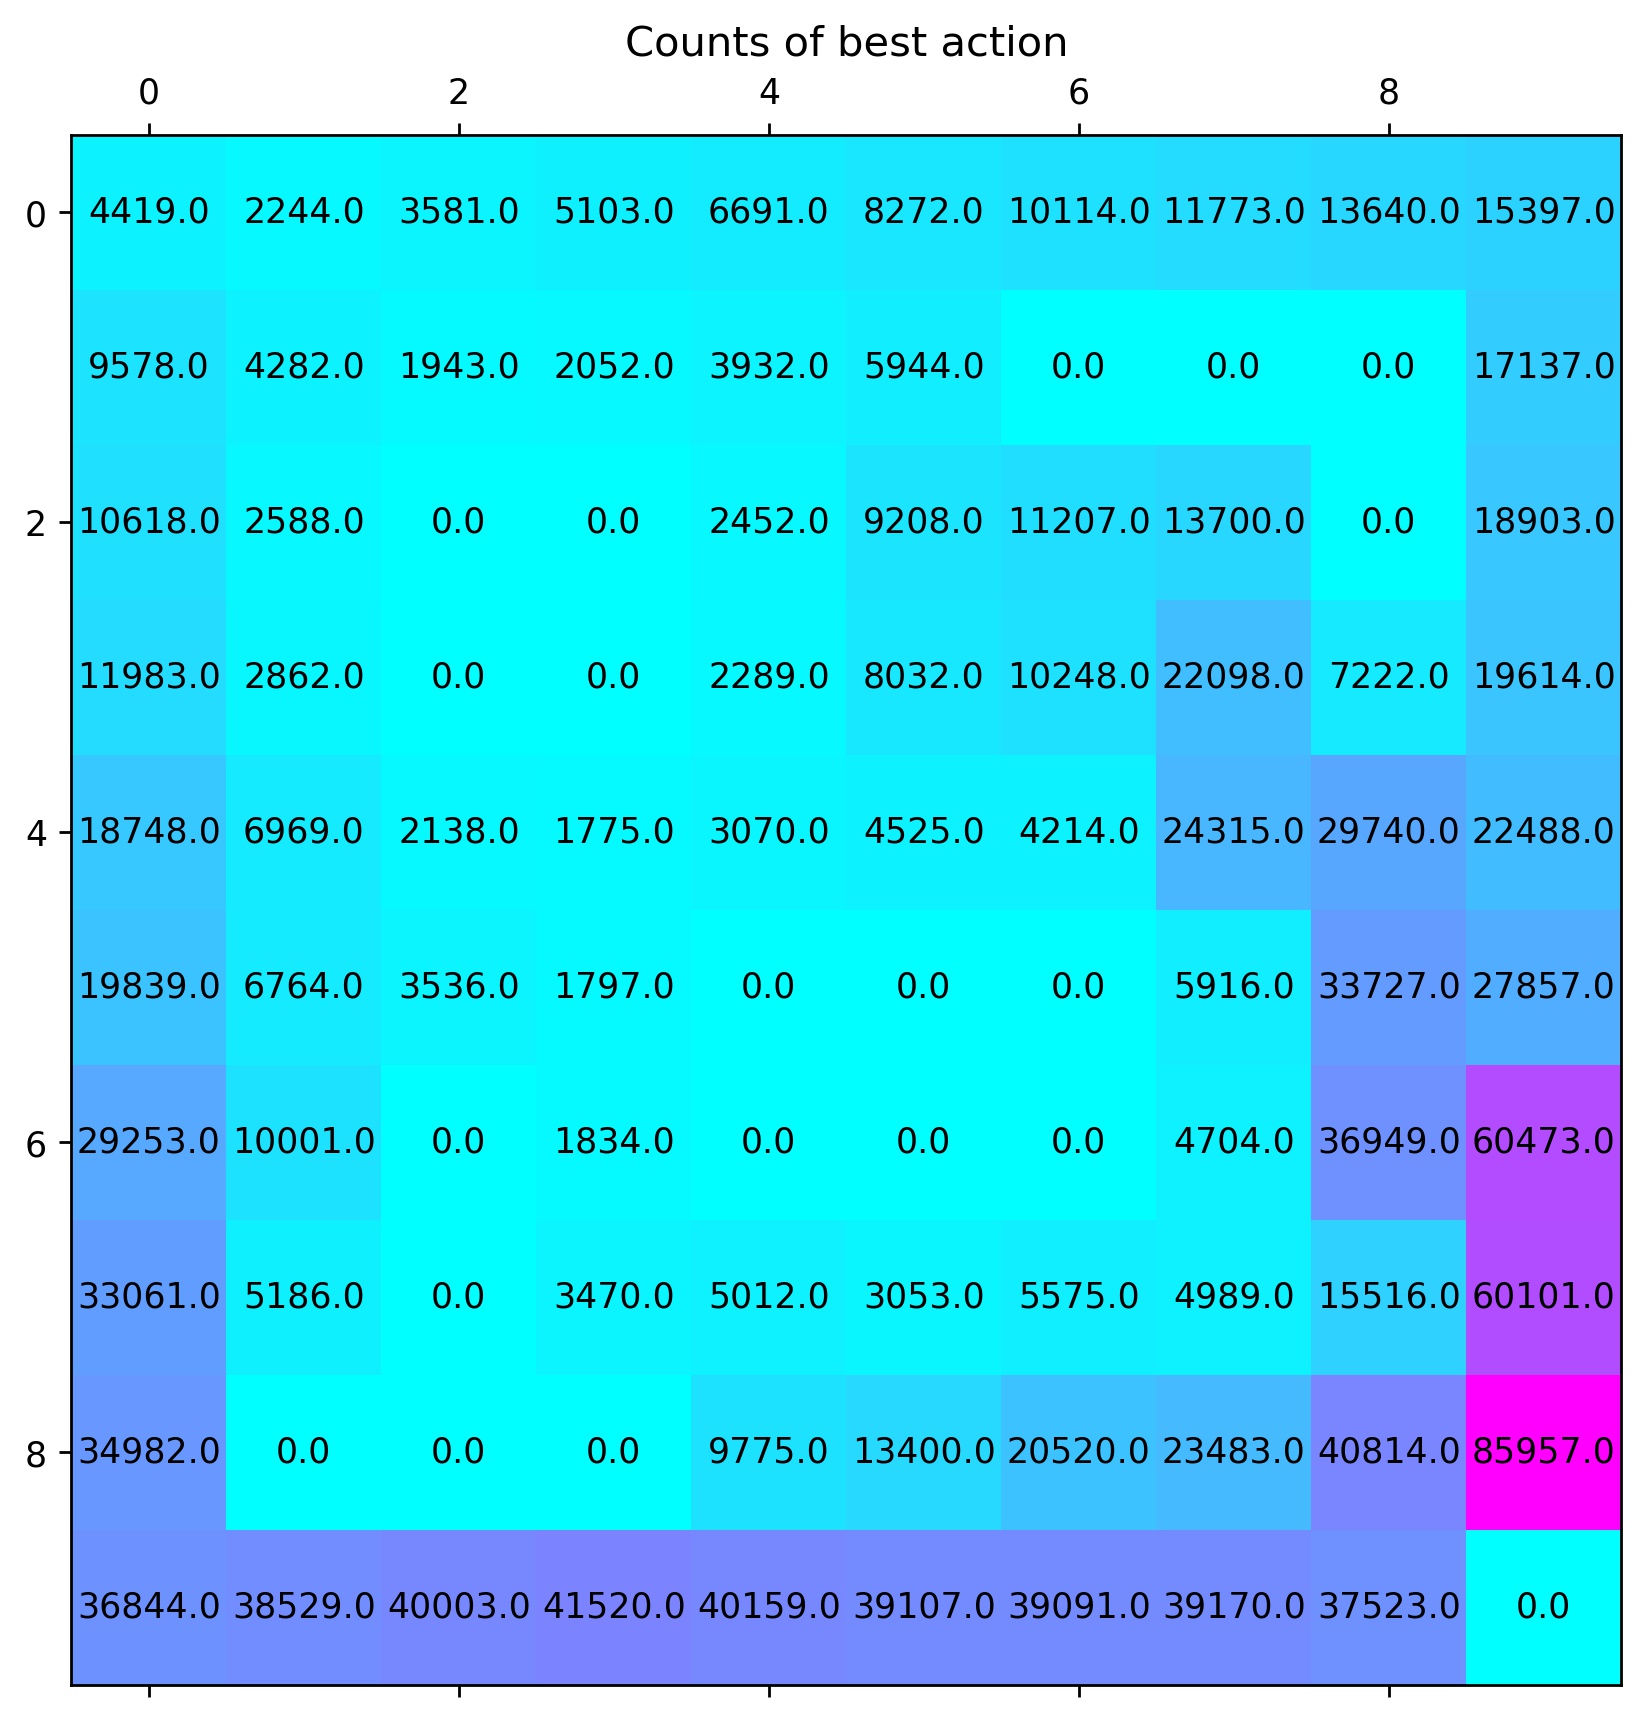 Counts of best action
0 2 4 6 8
0 4419.0 2244.0 3581.0 5103.0 6691.0 8272.0 10114.0 11773.0 13640.0 15397.0
9578.0 4282.0 1943.0 2052.0 3932.0 5944.0 0.0 0.0 0.0 17137.0
2 10618.0 2588.0 0.0 0.0 2452.0 9208.0 11207.0 13700.0 0.0 18903.0
11983.0 2862.0 0.0 0.0 2289.0 8032.0 10248.0 22098.0 7222.0 19614.0
4 18748.0 6969.0 2138.0 1775.0 3070.0 4525.0 4214.0 24315.0 29740.0 22488.0
19839.0 6764.0 3536.0 1797.0 0.0 0.0 0.0 5916.0 33727.0 27857.0
6 29253.0 10001.0 0.0 1834.0 0.0 0.0 0.0 4704.0 36949.0 60473.0
33061.0 5186.0 0.0 3470.0 5012.0 3053.0 5575.0 4989.0 15516.0 60101.0
8 34982.0 0.0 0.0 0.0 9775.0 13400.0 20520.0 23483.0 40814.0 85957.0
36844.0 38529.0 40003.0 41520.0 40159.0 39107.0 39091.0 39170.0 37523.0 0.0